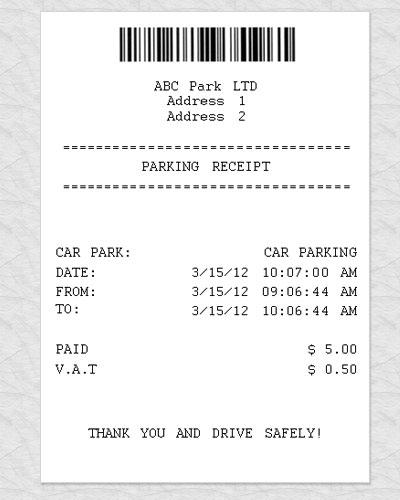 ABC Park LTD
Address 1
Address 2
===================================
PARKING RECEIPT
===================================
CAR PARK: CAR PARKING
DATE: 3/15/12 10:07:00 AM
FROM: 3/15/12 09:06:44 AM
TO: 3/15/12 10:06:44 AM
PAID $ 5.00
V.A.T $ 0.50
THANK YOU AND DRIVE SAFELY!